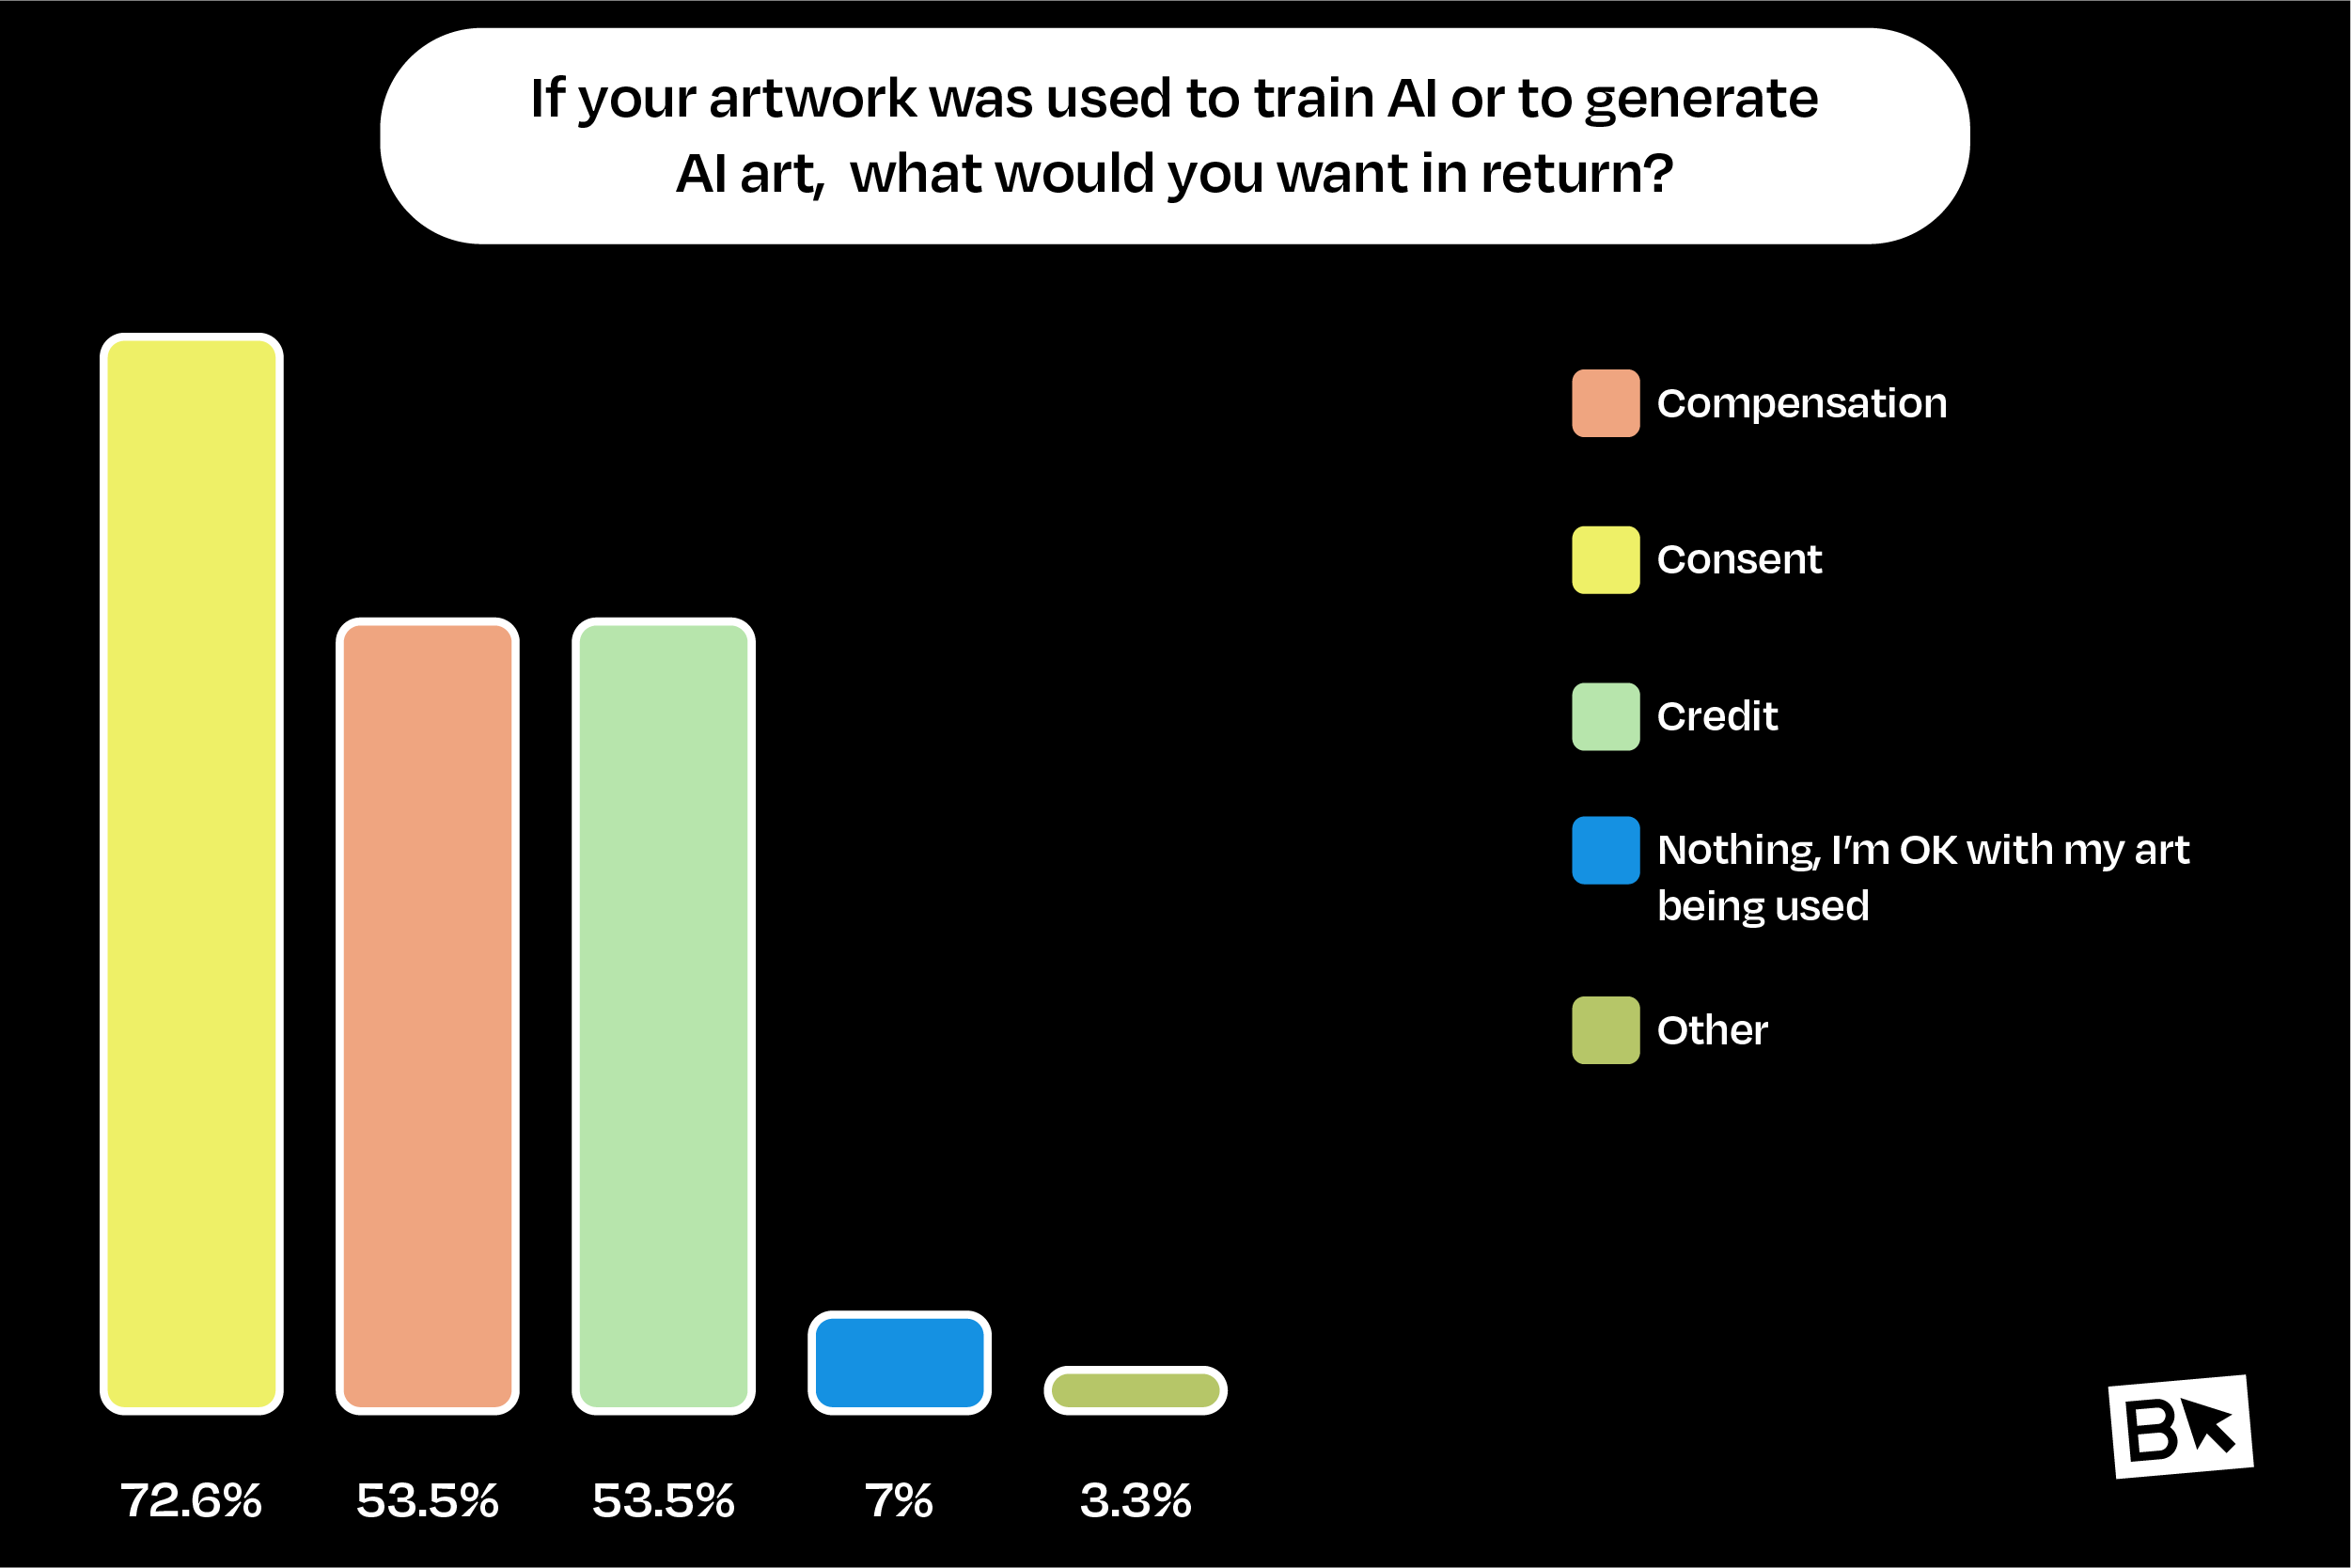 If your artwork was used to train AI or to generate
AI art, what would you want in return?
Compensation
Consent
Credit
Nothing, I'm OK with my art
being used
Other
72.6%
53.5%
53.5%
7%
3.3%
B